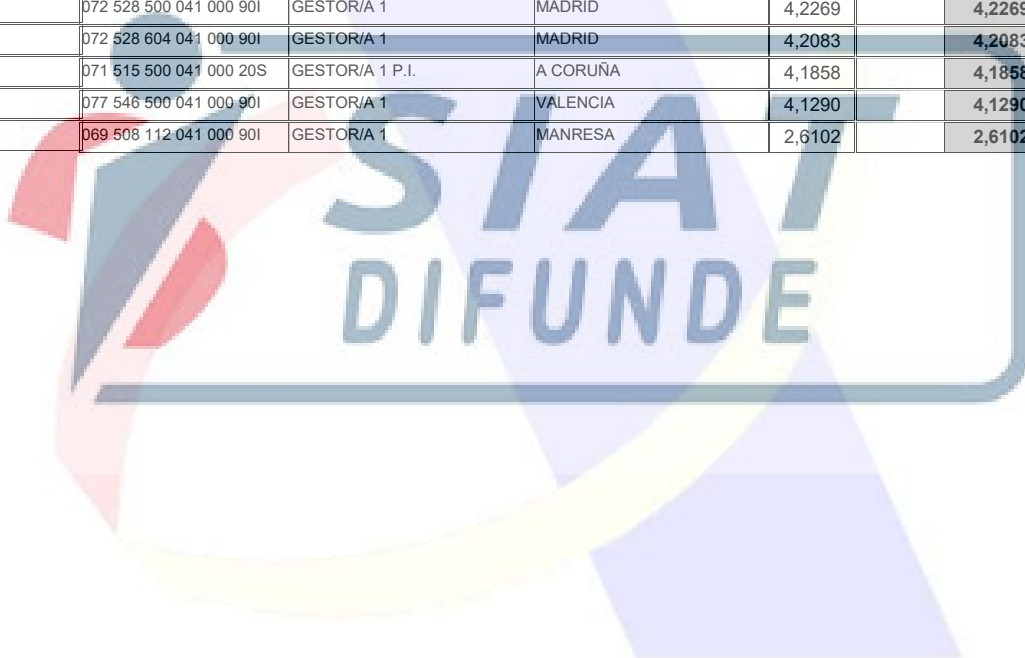 072 528 500 041 000 90I GESTOR/A 1 MADRID 4,2269 4,2269
072 528 604 041 000 90I GESTOR/A 1 MADRID 4,2083 4,2083
071 515 500 041 000 20S GESTOR/A 1 P.I. A CORUÑA 4,1858 4,1858
077 546 500 041 000 90I GESTOR/A 1 VALENCIA 4,1290 4,1290
069 508 112 041 000 90I GESTOR/A 1 MANRESA 2,6102 2,6102
SIAT
DIFUNDE